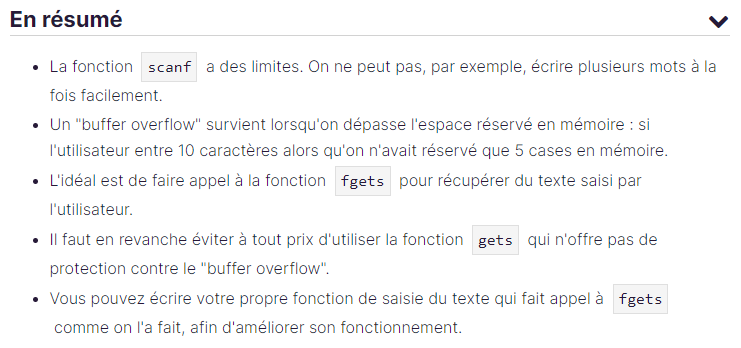 En résumé
La fonction scanf a des limites. On ne peut pas, par exemple, écrire plusieurs mots à la
fois facilement.
Un "buffer overflow" survient lorsqu'on dépasse l'espace réservé en mémoire : si
l'utilisateur entre 10 caractères alors qu'on n'avait réservé que 5 cases en mémoire.
L'idéal est de faire appel à la fonction fgets pour récupérer du texte saisi par
l'utilisateur.
Il faut en revanche éviter à tout prix d'utiliser la fonction gets qui n'offre pas de
protection contre le "buffer overflow".
Vous pouvez écrire votre propre fonction de saisie du texte qui fait appel à fgets
comme on l'a fait, afin d'améliorer son fonctionnement.